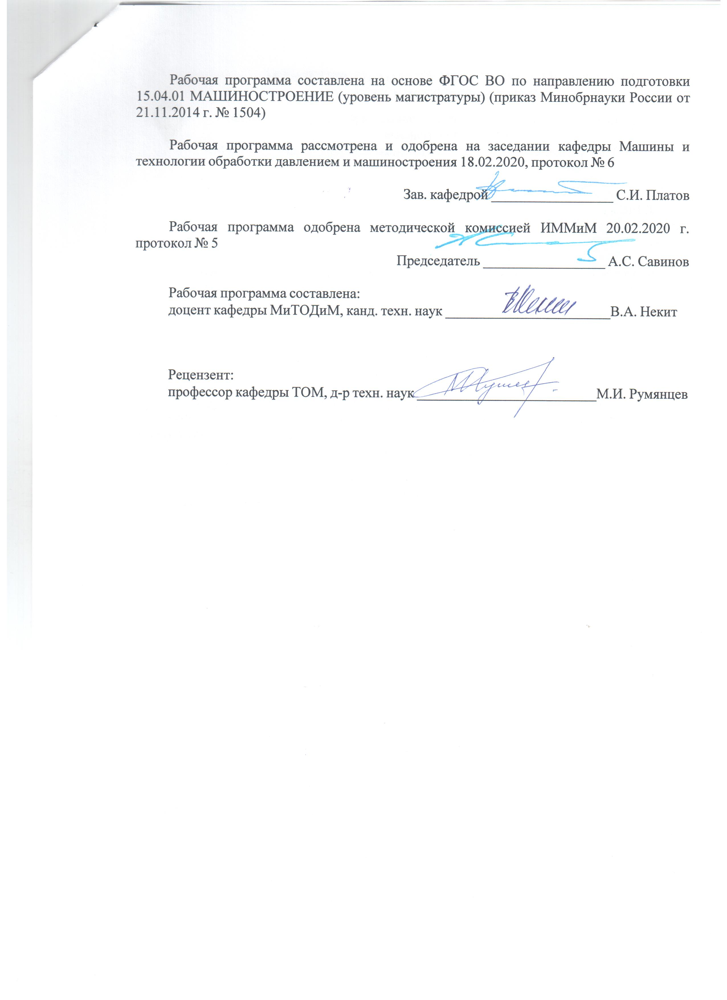 Рабочая программа составлена на основе ФГОС ВО по направлению подготовки
15.04.01 МАШИНОСТРОЕНИЕ (уровень магистратуры) (приказ Минобрнауки России от
21.11.2014 г. № 1504)
Рабочая программа рассмотрена и одобрена на заседании кафедры Машины и
технологии обработки давлением и машиностроения 18.02.2020, протокол № 6
Зав. кафедрой ____________________ С.И. Платов
Рабочая программа одобрена методической комиссией ИММиМ 20.02.2020 г.
протокол № 5
Председатель ____________________ А.С. Савинов
Рабочая программа составлена:
доцент кафедры МиТОДиМ, канд. техн. наук ___________________________В.А. Некит
Рецензент:
профессор кафедры ТОМ, д-р техн. наук_____________________________М.И. Румянцев